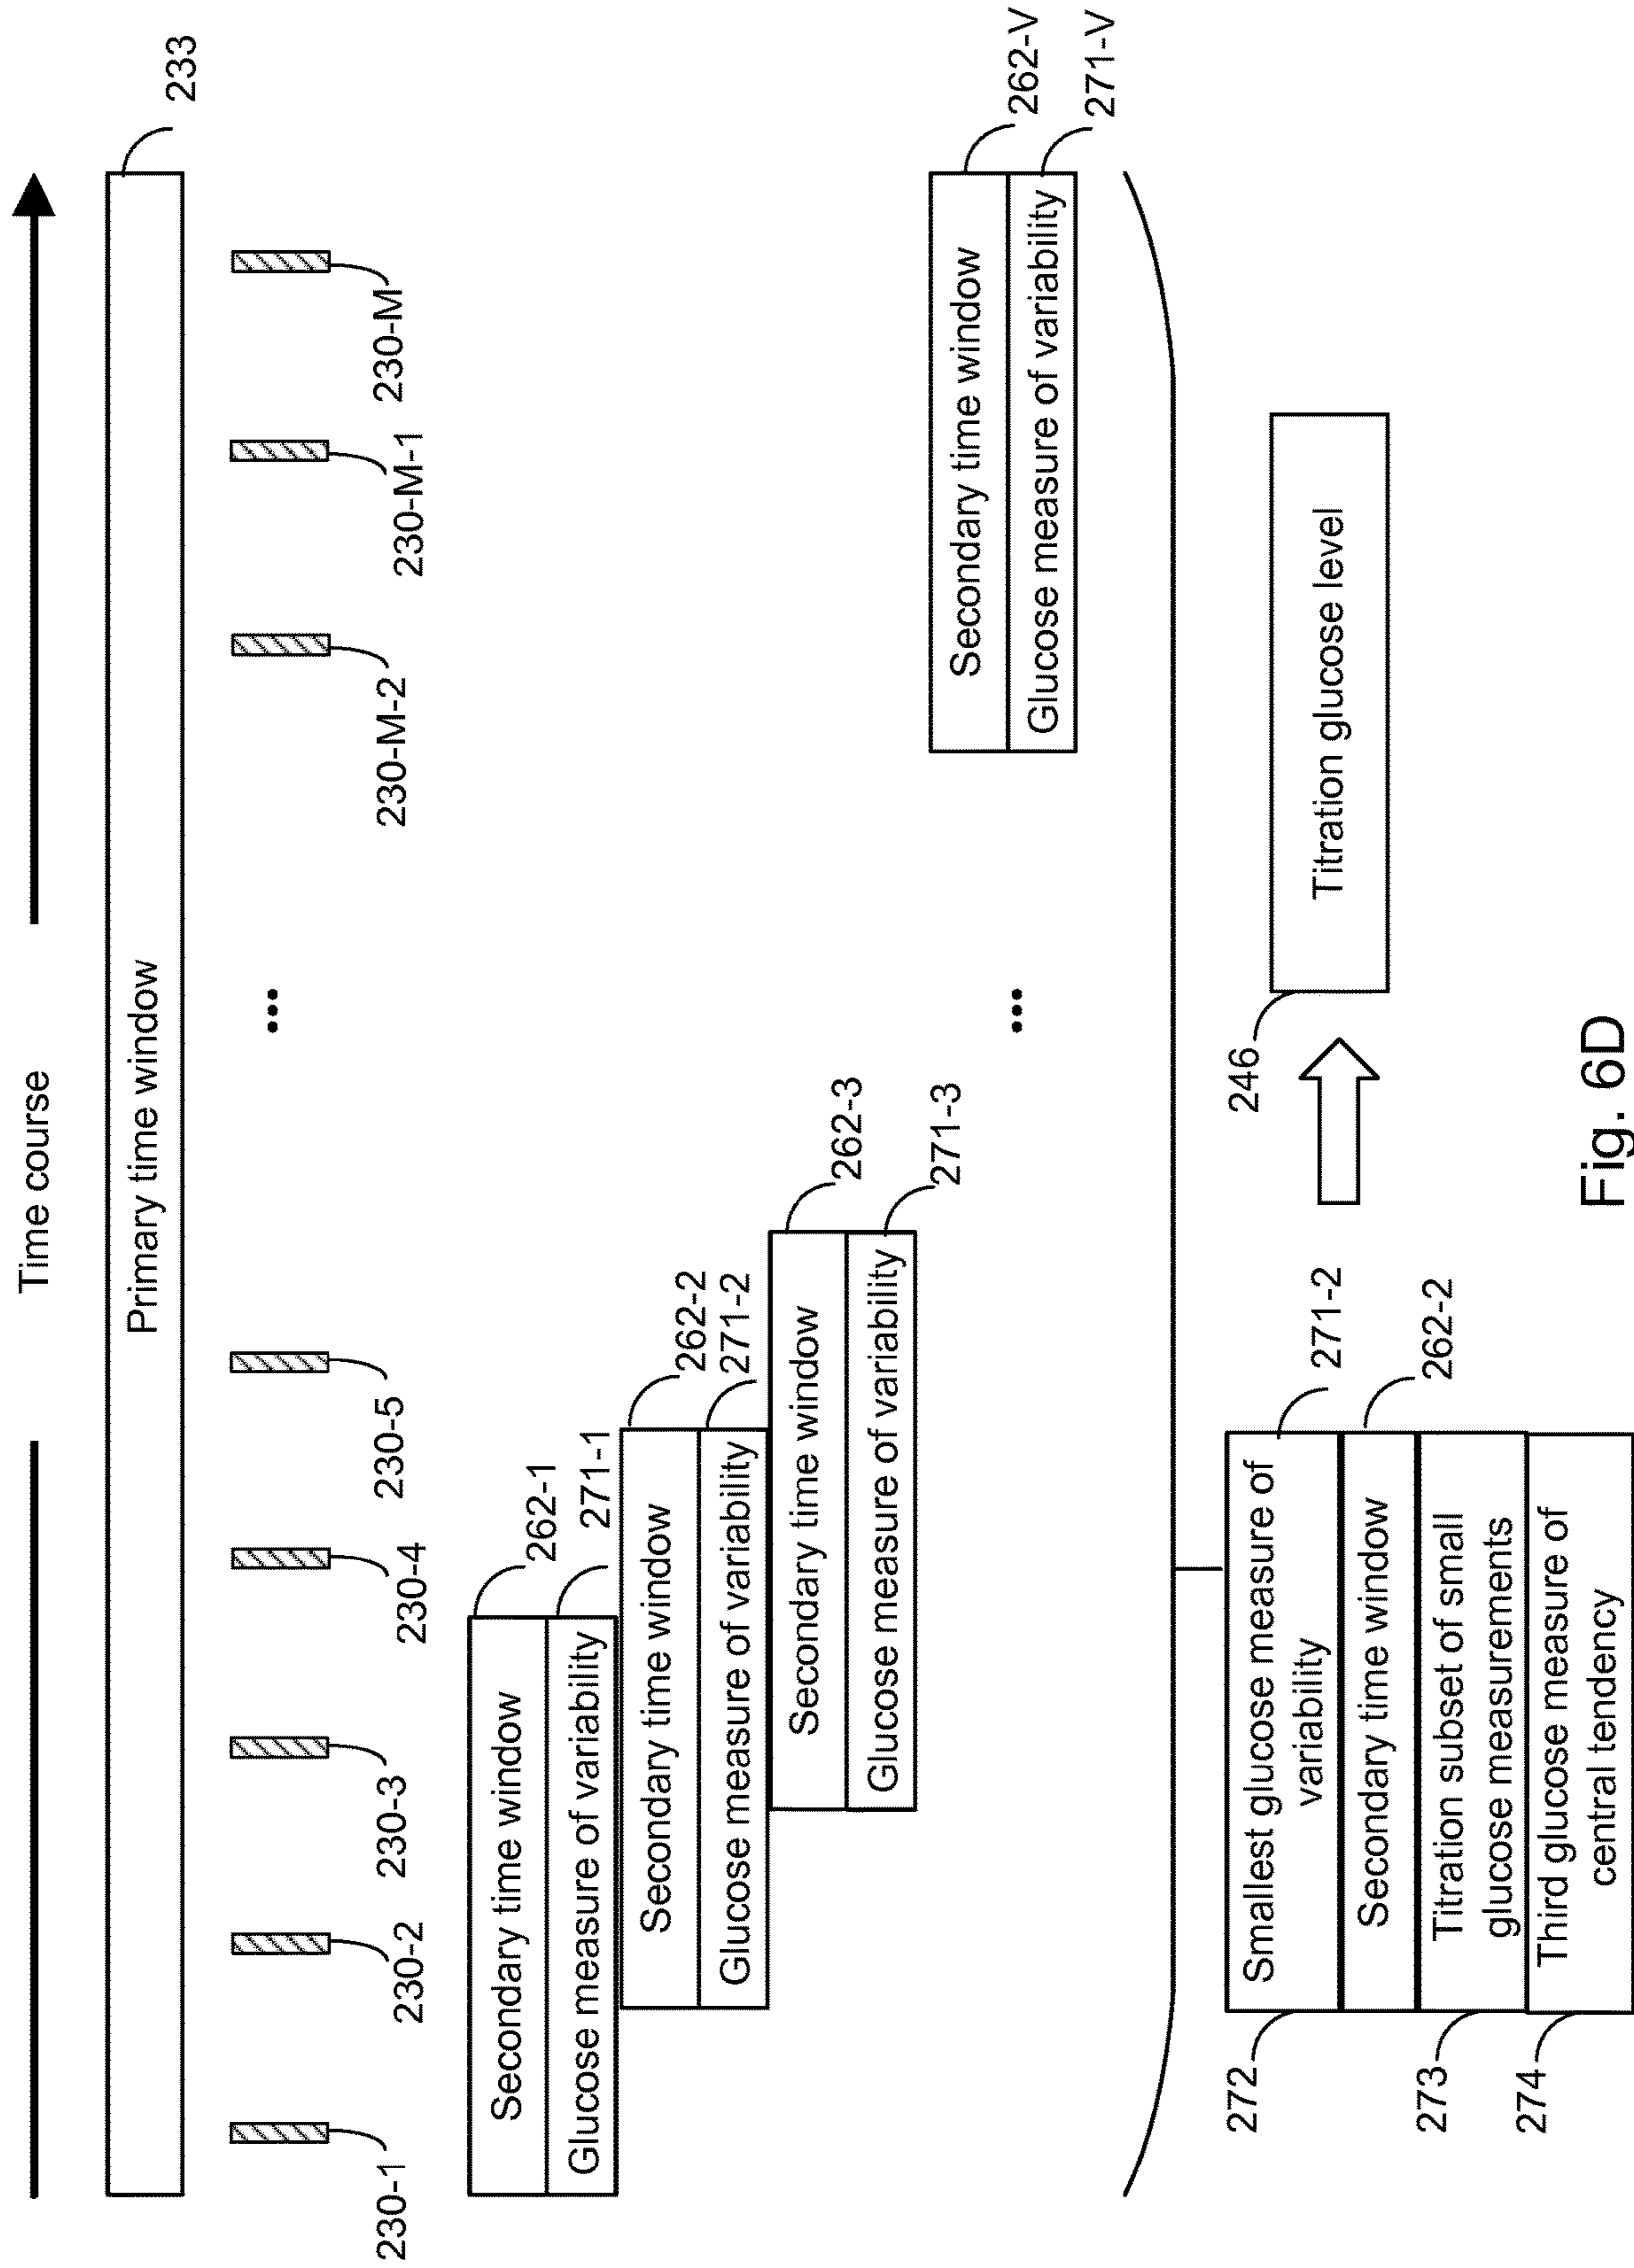 Time course
233
Primary time window
230-1
230-2
230-3
230-4
230-5
...
230-M-2
230-M-1
230-M
262-1
Secondary time window
271-1
Glucose measure of variability
262-2
Secondary time window
271-2
Glucose measure of variability
262-3
Secondary time window
271-3
Glucose measure of variability
...
262-V
Secondary time window
271-V
Glucose measure of variability
272
Smallest glucose measure of
variability
271-2
Secondary time window
262-2
273
Titration subset of small
glucose measurements
274
Third glucose measure of
central tendency
246
Titration glucose level
Fig. 6D